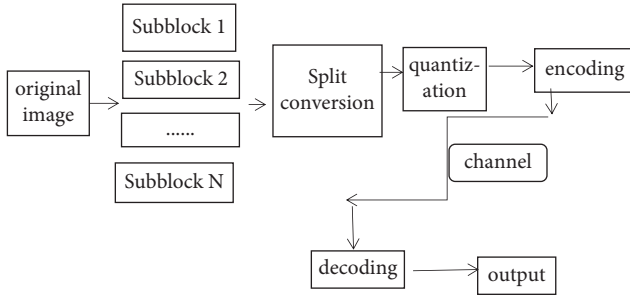 original
image
Subblock 1
Subblock 2
......
Subblock N
Split
conversion
quantiz-
ation
encoding
channel
decoding
output